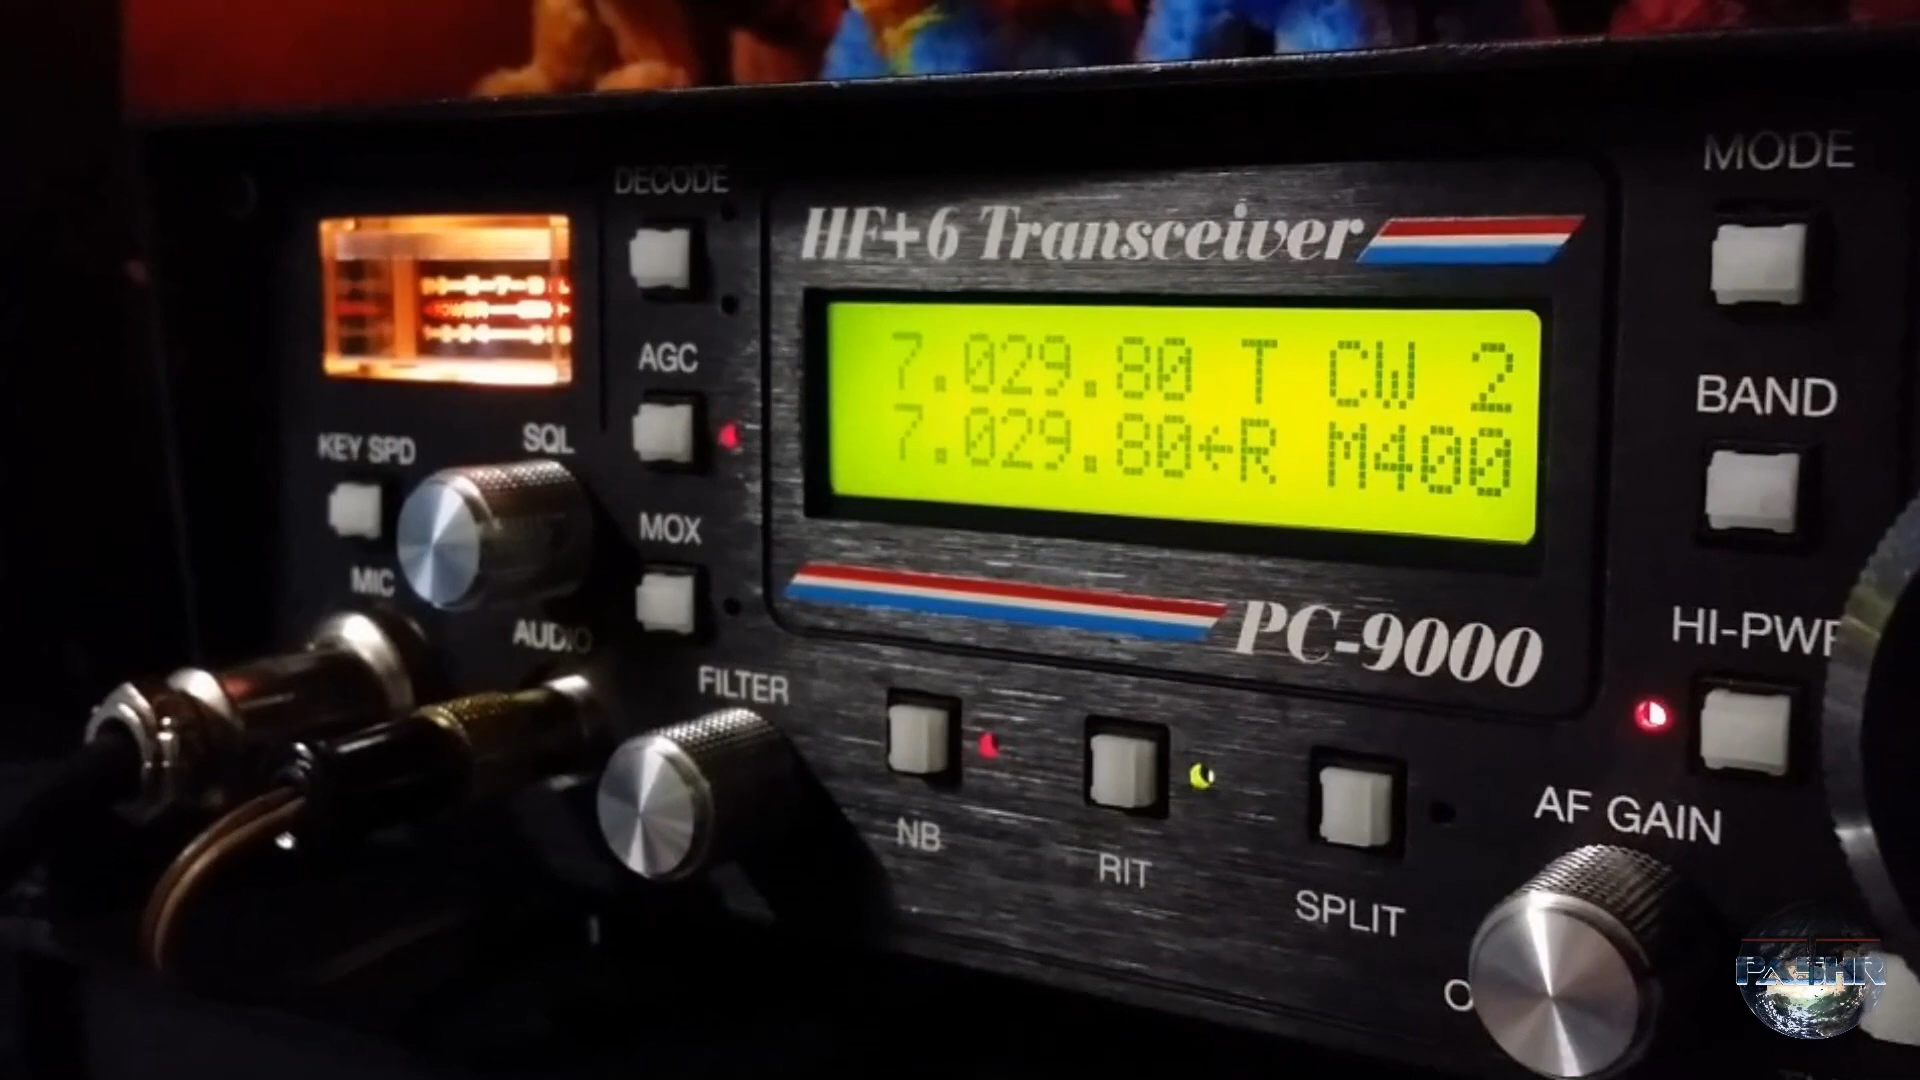 DECODE
MODE
HF+6 Transceiver
AGC
7.029.80 T CW 2
7.029.80←R M400
BAND
KEY SPD
SQL
MOX
MIC
AUDIO
PC-9000
HI-PWR
FILTER
NB
RIT
SPLIT
AF GAIN